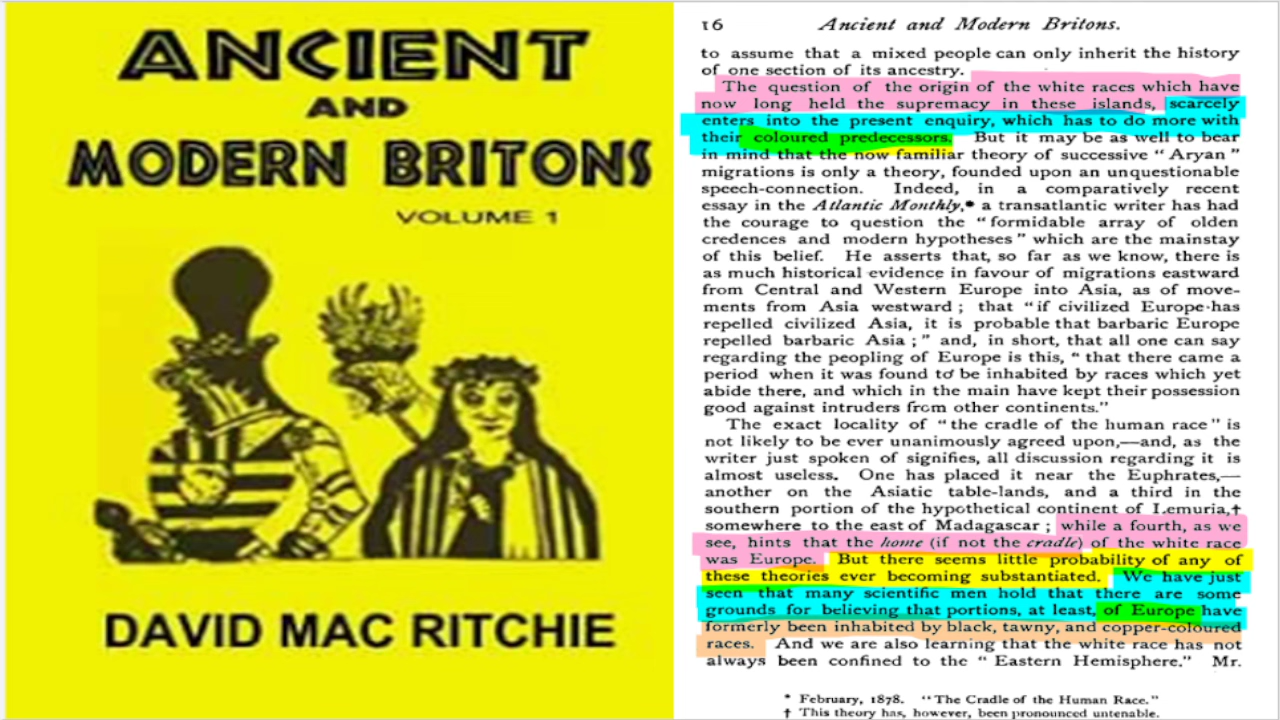 ANCIENT
AND
MODERN BRITONS
VOLUME 1
DAVID MAC RITCHIE
16 Ancient and Modern Britons.
to assume that a mixed people can only inherit the history
of one section of its ancestry.
The question of the origin of the white races which have
now long held the supremacy in these islands, scarcely
enters into the present enquiry, which has to do more with
their coloured predecessors. But it may be as well to bear
in mind that the now familiar theory of successive “Aryan”
migrations is only a theory, founded upon an unquestionable
speech-connection. Indeed, in a comparatively recent
essay in the Atlantic Monthly,* a transatlantic writer has had
the courage to question the “formidable array of olden
credences and modern hypotheses” which are the mainstay
of this belief. He asserts that, so far as we know, there is
as much historical evidence in favour of migrations eastward
from Central and Western Europe into Asia, as of move-
ments from Asia westward; that “if civilized Europe has
repelled civilized Asia, it is probable that barbaric Europe
repelled barbaric Asia;” and, in short, that all one can say
regarding the peopling of Europe is this, “that there came a
period when it was found to be inhabited by races which yet
abide there, and which in the main have kept their possession
good against intruders from other continents.”
The exact locality of “the cradle of the human race” is
not likely to be ever unanimously agreed upon,—and, as the
writer just spoken of signifies, all discussion regarding it is
almost useless. One has placed it near the Euphrates,—
another on the Asiatic table-lands, and a third in the
southern portion of the hypothetical continent of Lemuria,†
somewhere to the east of Madagascar; while a fourth, as we
see, hints that the home (if not the cradle) of the white race
was Europe. But there seems little probability of any of
these theories ever becoming substantiated. We have just
seen that many scientific men hold that there are some
grounds for believing that portions, at least, of Europe have
formerly been inhabited by black, tawny, and copper-coloured
races. And we are also learning that the white race has not
always been confined to the “Eastern Hemisphere.” Mr.
* February, 1878. “The Cradle of the Human Race.”
† This theory has, however, been pronounced untenable.